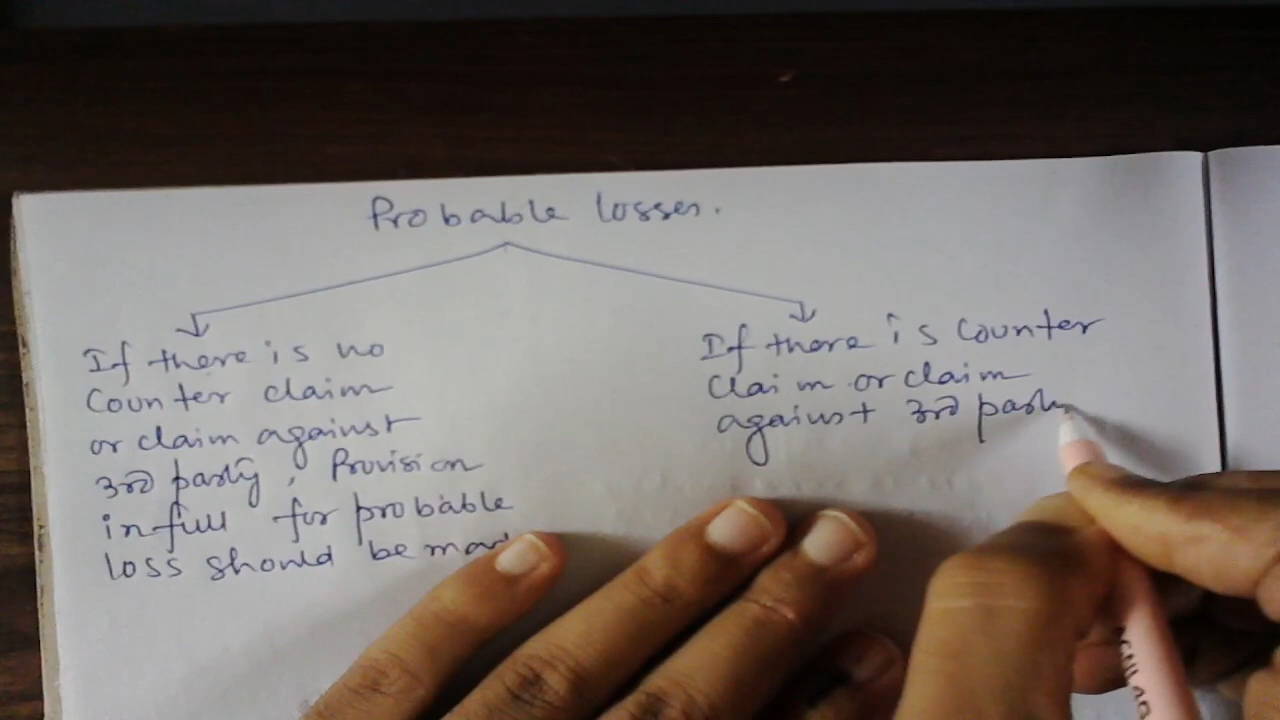 Probable losses.
If there is no
Counter claim
or claim against
3rd party, Provision
in full for probable
loss should be
If there is counter
claim or claim
against 3rd party